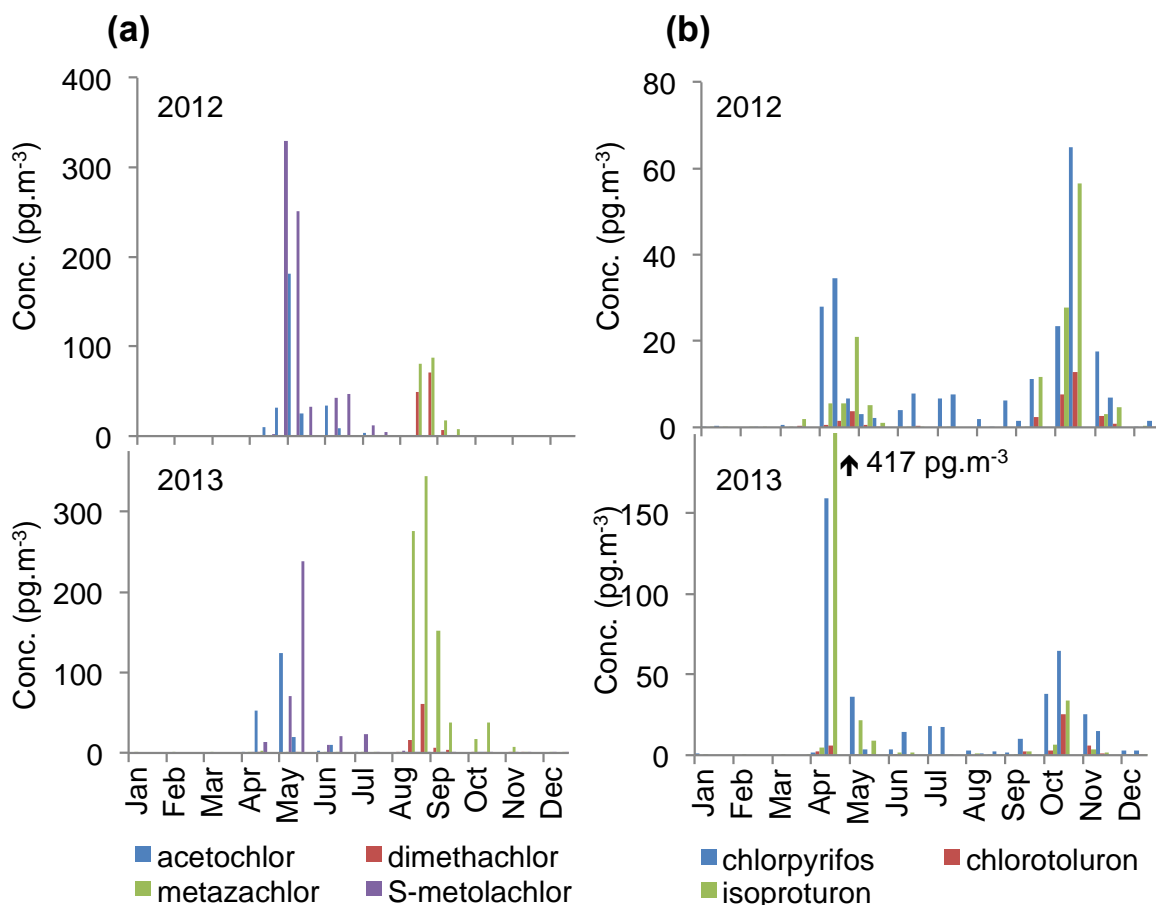 (a)
400
2012
300
200
100
0
Conc. (pg.m-3)
2013
300
200
100
0
Conc. (pg.m-3)
Jan Feb Mar Apr May Jun Jul Aug Sep Oct Nov Dec
acetochlor dimethachlor
metazachlor S-metolachlor
(b)
80
2012
60
40
20
0
Conc. (pg.m-3)
417 pg.m-3
2013
150
100
50
0
Conc. (pg.m-3)
Jan Feb Mar Apr May Jun Jul Aug Sep Oct Nov Dec
chlorpyrifos chlorotoluron
isoproturon